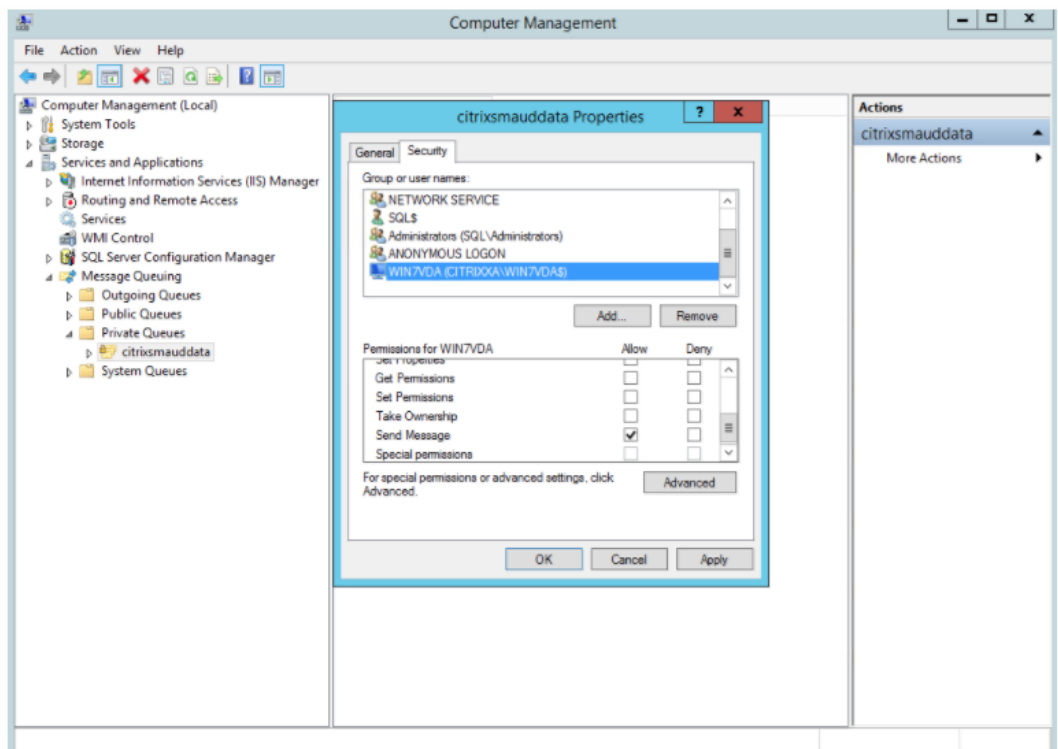 Computer Management
File Action View Help
Computer Management (Local)
System Tools
Storage
Services and Applications
Internet Information Services (IIS) Manager
Routing and Remote Access
Services
WMI Control
SQL Server Configuration Manager
Message Queuing
Outgoing Queues
Public Queues
Private Queues
citrixsmauddata
System Queues
citrixsmauddata Properties
General Security
Group or user names:
NETWORK SERVICE
SQL$
Administrators (SQL\Administrators)
ANONYMOUS LOGON
WIN7VDA (CITRIXXA\WIN7VDA$)
Add... Remove
Permissions for WIN7VDA Allow Deny
Set Properties
Get Permissions
Set Permissions
Take Ownership
Send Message
Special permissions
For special permissions or advanced settings, click
Advanced.
Advanced
OK Cancel Apply
Actions
citrixsmauddata
More Actions